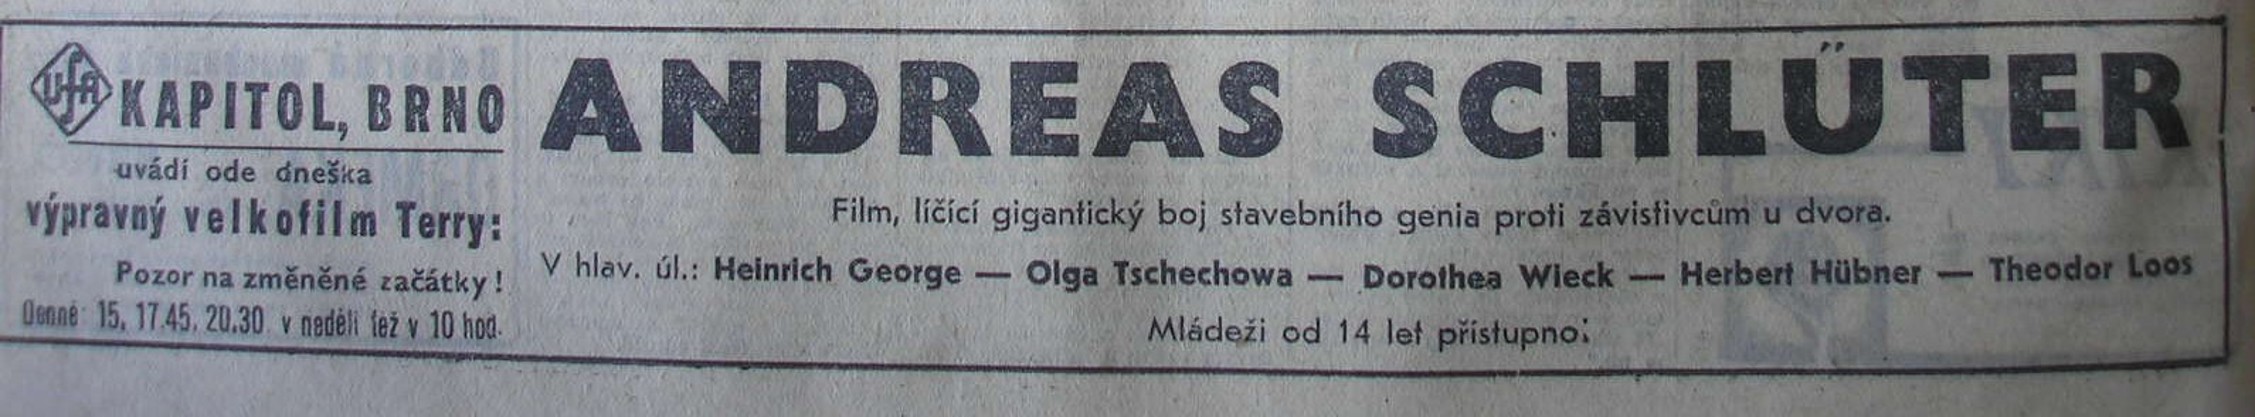 Ufa
KAPITOL, BRNO
uvádí ode dneška
výpravný velkofilm Terry:
Pozor na změněné začátky!
Denně: 15, 17.45, 20.30 v neděli též v 10 hod.
ANDREAS SCHLÜTER
Film, líčící gigantický boj stavebního genia proti závistivcům u dvora.
V hlav. úl.: Heinrich George — Olga Tschechowa — Dorothea Wieck — Herbert Hübner — Theodor Loos
Mládeži od 14 let přístupno: